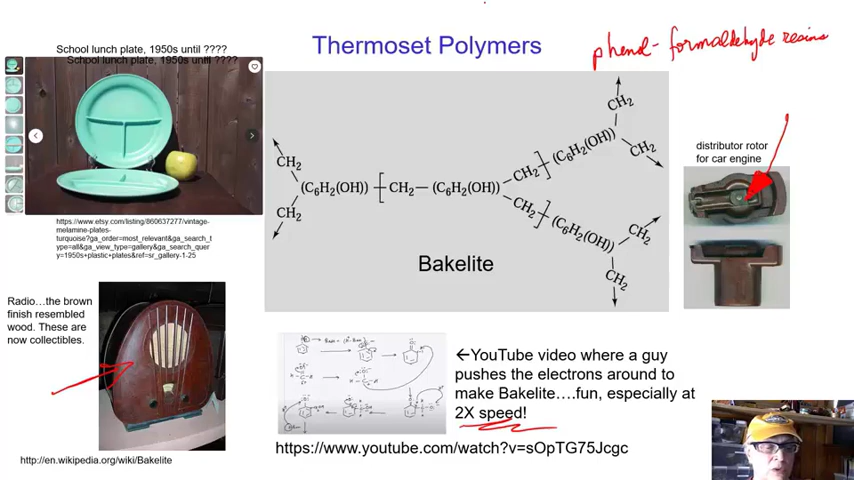 School lunch plate, 1950s until ????
School lunch plate, 1950s until ????
Thermoset Polymers
phenol-formaldehyde resins
CH2
CH2
CH2
CH2
(C6H2(OH))
CH2
(C6H2(OH))
CH2
CH2
(C6H2(OH))
(C6H2(OH))
CH2
CH2
Bakelite
distributor rotor
for car engine
https://www.etsy.com/listing/860637277/vintage-
melamine-plates-
turquoise?ga_order=most_relevant&ga_search_t
ype=all&ga_view_type=gallery&ga_search_quer
y=1950s+plastic+plates&ref=sr_gallery-1-25
Radio…the brown
finish resembled
wood. These are
now collectibles.
←YouTube video where a guy
pushes the electrons around to
make Bakelite….fun, especially at
2X speed!
https://www.youtube.com/watch?v=sOpTG75Jcgc
http://en.wikipedia.org/wiki/Bakelite